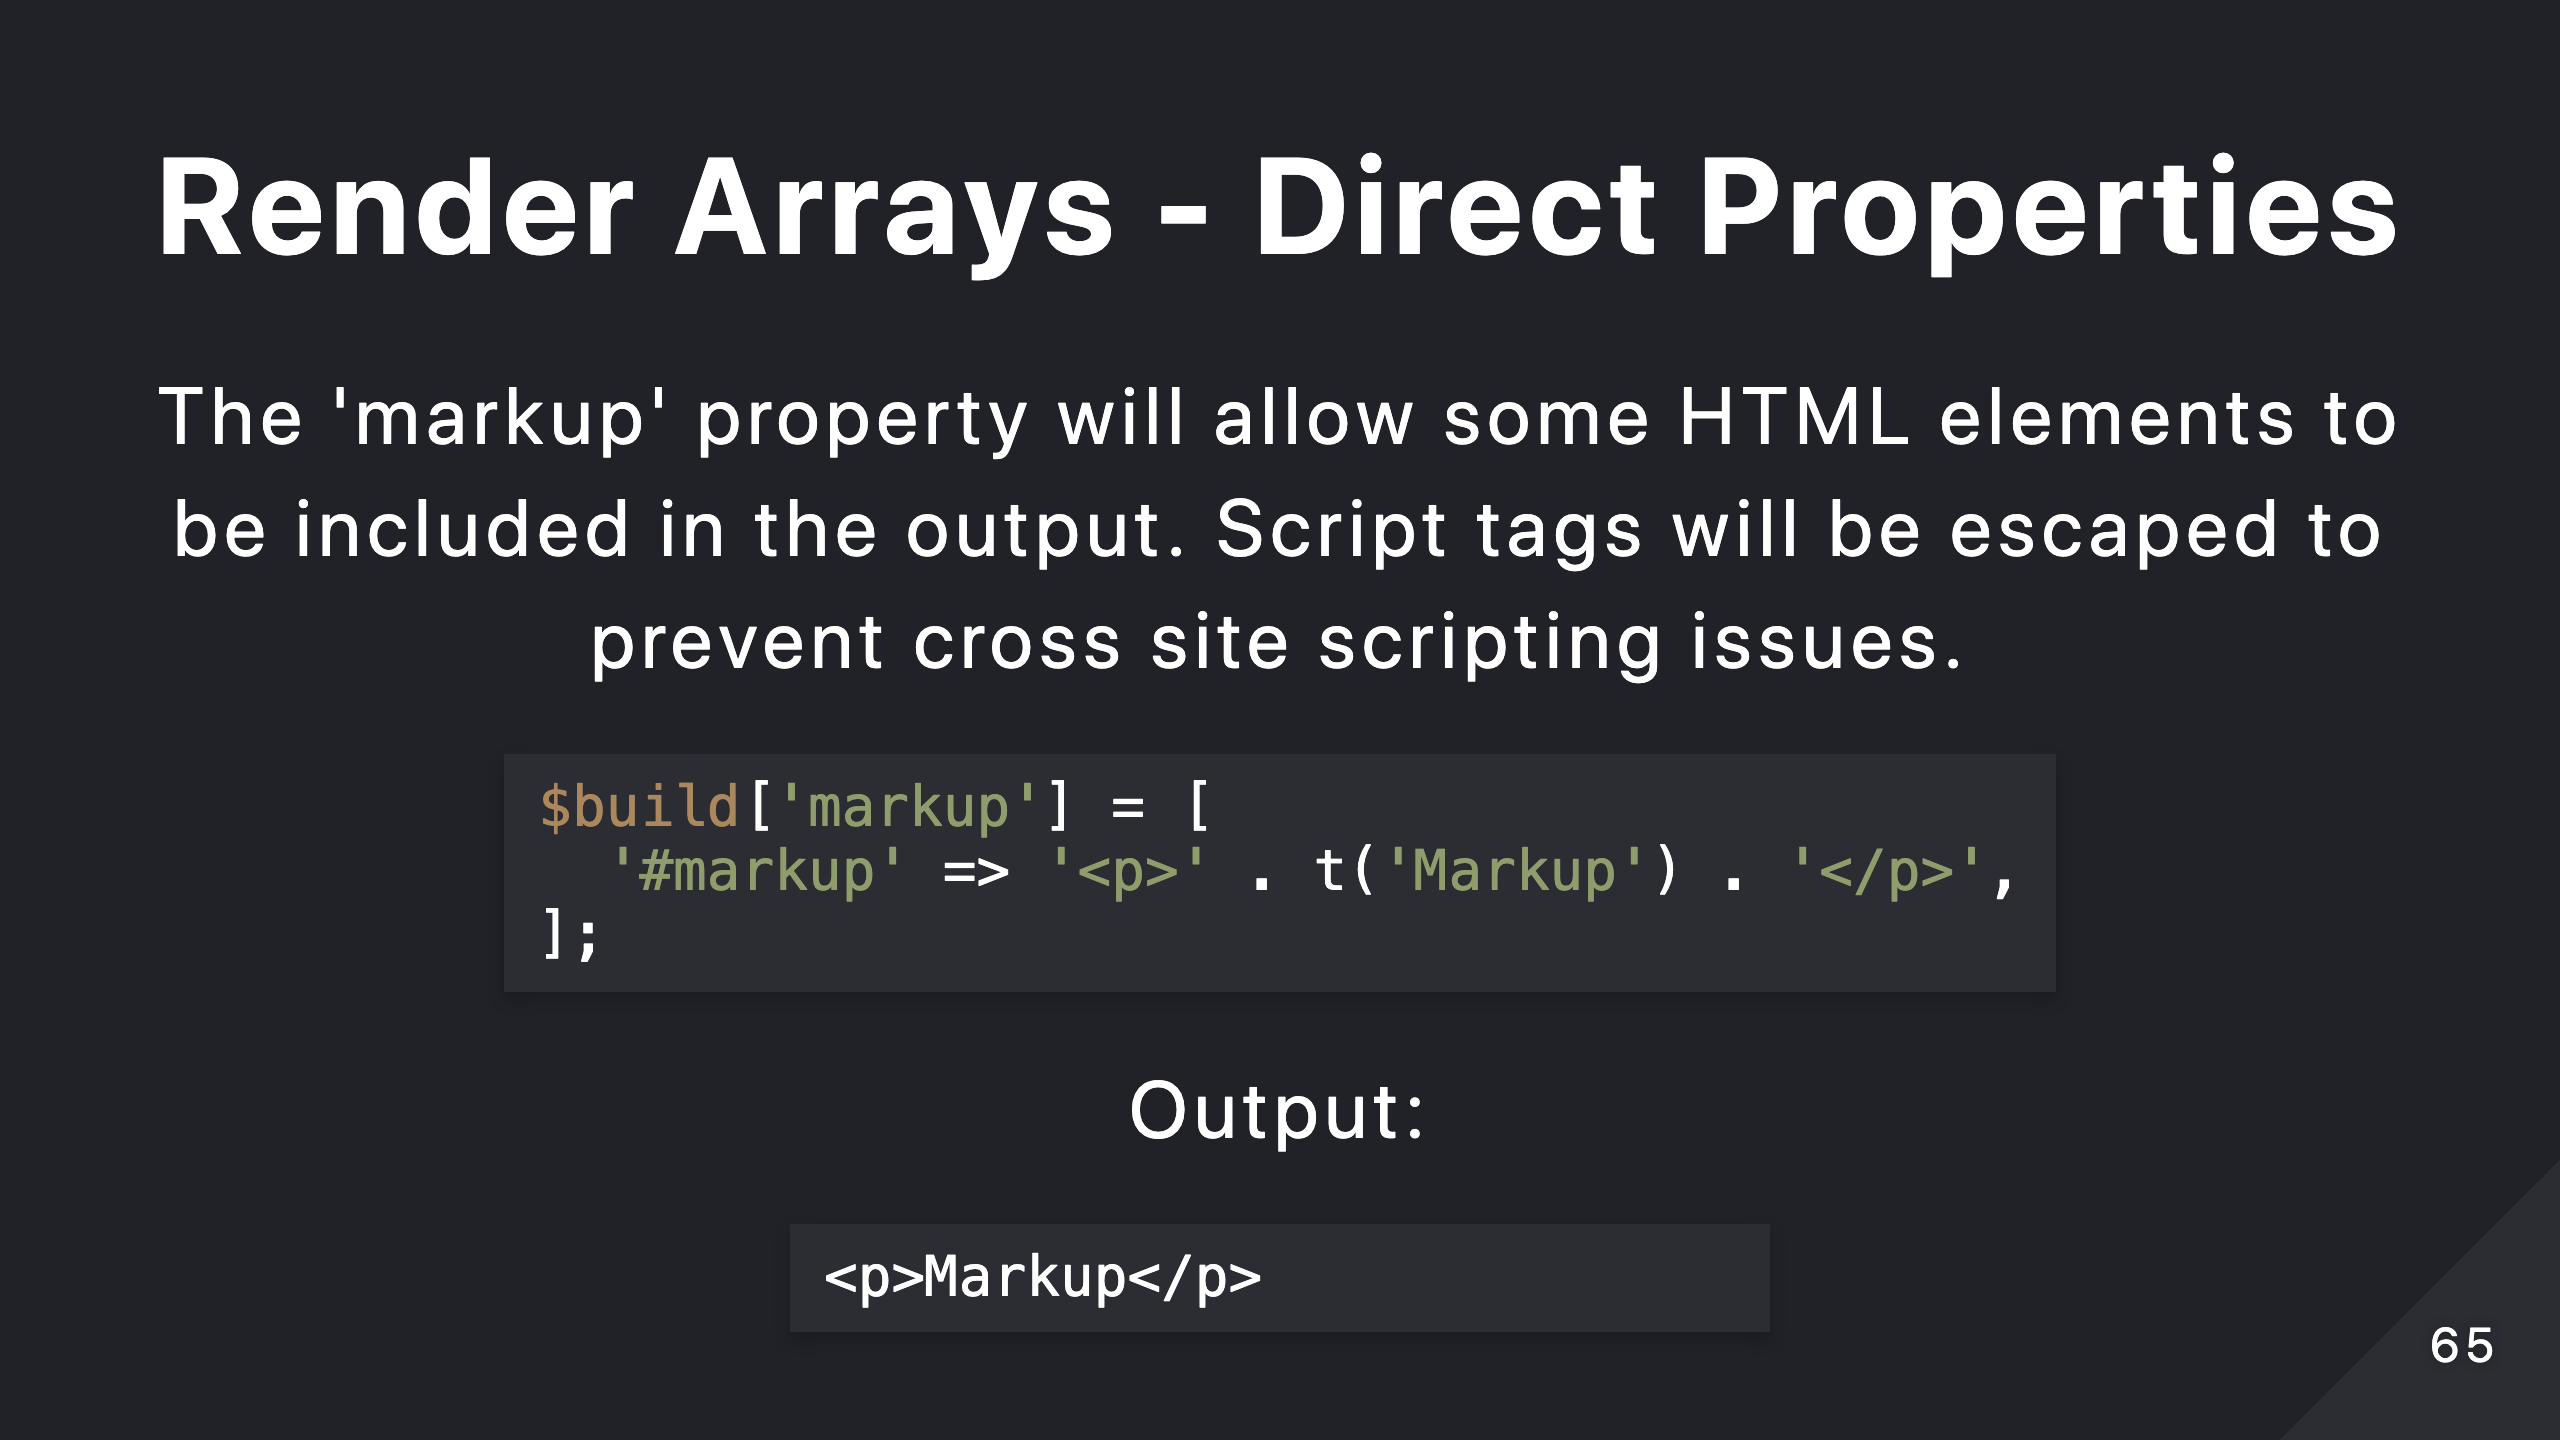 Render Arrays - Direct Properties
The 'markup' property will allow some HTML elements to
be included in the output. Script tags will be escaped to
prevent cross site scripting issues.
$build['markup'] = [
  '#markup' => '<p>' . t('Markup') . '</p>',
];
Output:
<p>Markup</p>
65